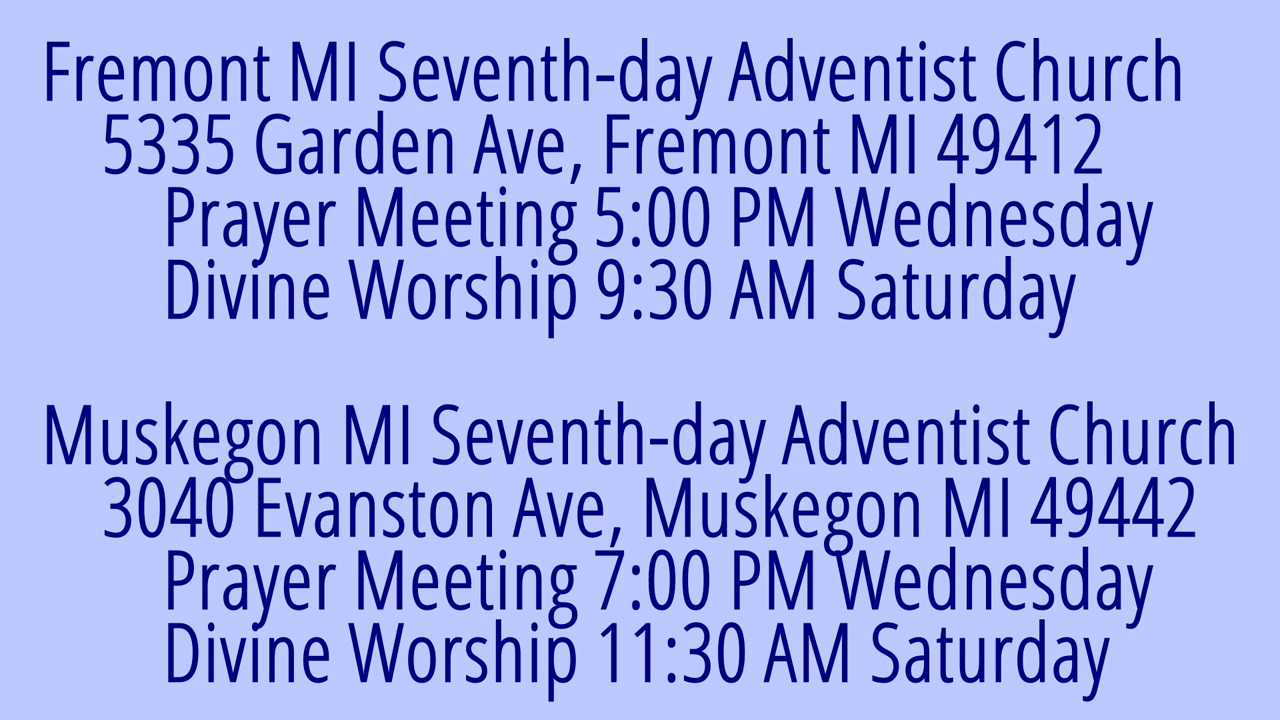 Fremont MI Seventh-day Adventist Church
5335 Garden Ave, Fremont MI 49412
Prayer Meeting 5:00 PM Wednesday
Divine Worship 9:30 AM Saturday
Muskegon MI Seventh-day Adventist Church
3040 Evanston Ave, Muskegon MI 49442
Prayer Meeting 7:00 PM Wednesday
Divine Worship 11:30 AM Saturday